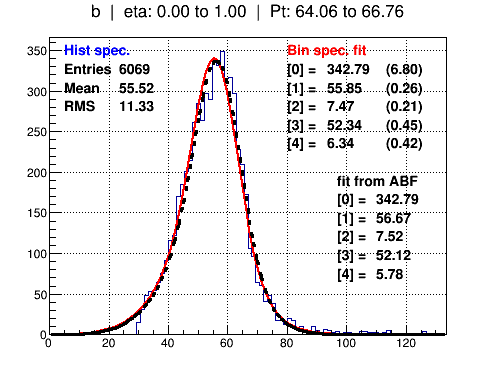 b | eta: 0.00 to 1.00 | Pt: 64.06 to 66.76
Hist spec.
Entries 6069
Mean 55.52
RMS 11.33
Bin spec. fit
[0] = 342.79 (6.80)
[1] = 55.85 (0.26)
[2] = 7.47 (0.21)
[3] = 52.34 (0.45)
[4] = 6.34 (0.42)
fit from ABF
[0] = 342.79
[1] = 56.67
[2] = 7.52
[3] = 52.12
[4] = 5.78
350
300
250
200
150
100
50
0
0 20 40 60 80 100 120